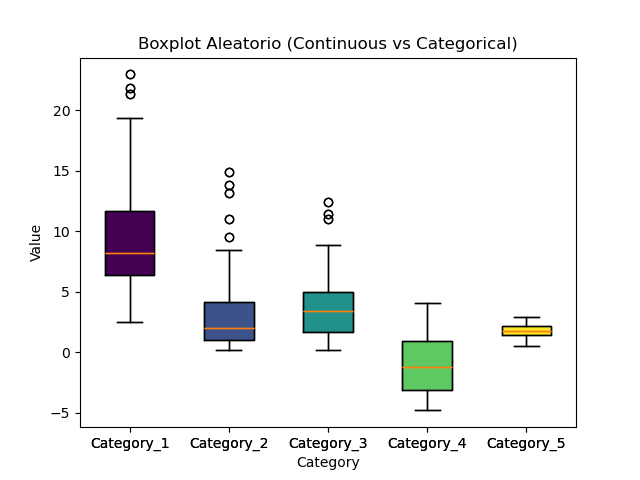 Boxplot Aleatorio (Continuous vs Categorical)
Value
20
15
10
5
0
−5
Category_1 Category_2 Category_3 Category_4 Category_5
Category